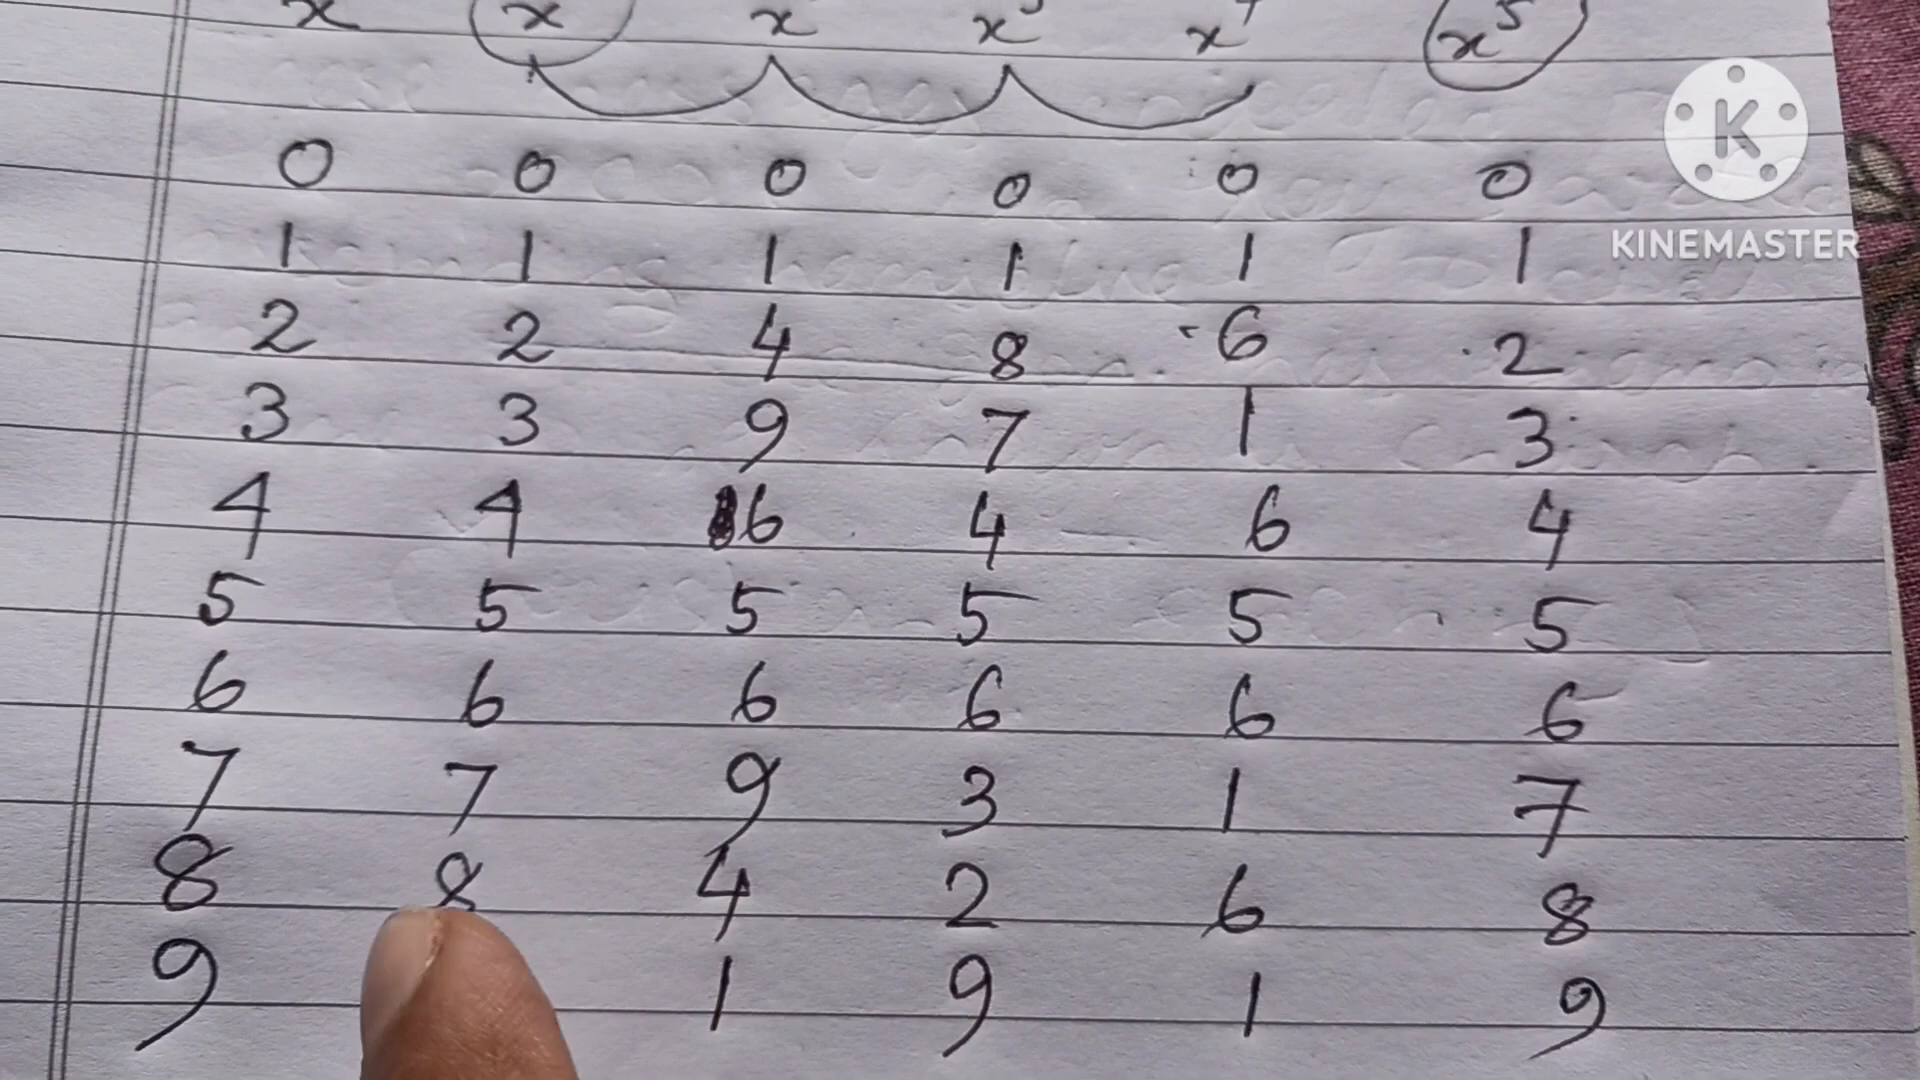 x x x x³ x⁴ x⁵
0 0 0 0 0 0
1 1 1 1 1 1
2 2 4 8 6 2
3 3 9 7 1 3
4 4 6 4 6 4
5 5 5 5 5 5
6 6 6 6 6 6
7 7 9 3 1 7
8 8 4 2 6 8
9 1 9 1 9
K
KINEMASTER